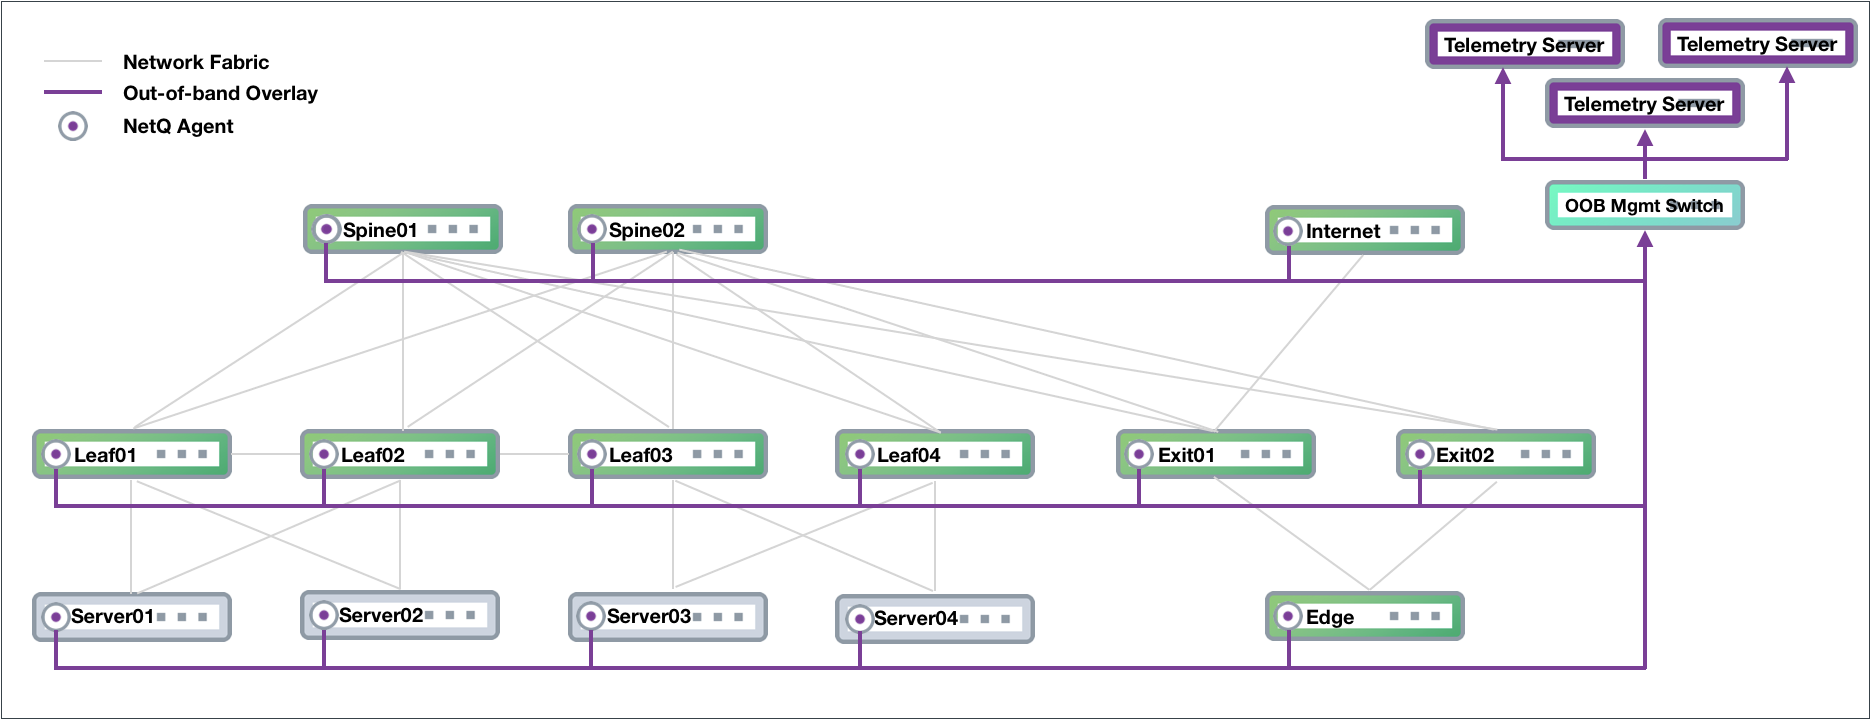 Network Fabric
Out-of-band Overlay
NetQ Agent
Telemetry Server
Telemetry Server
Telemetry Server
OOB Mgmt Switch
Spine01
Spine02
Internet
Leaf01
Leaf02
Leaf03
Leaf04
Exit01
Exit02
Server01
Server02
Server03
Server04
Edge